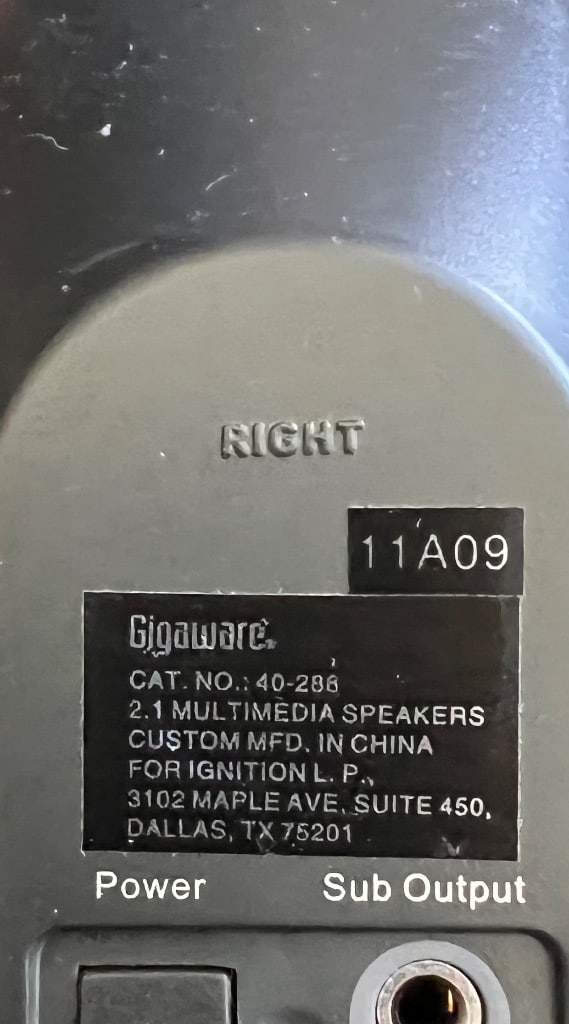 RIGHT
11A09
Gigaware
CAT. NO.: 40-288
2.1 MULTIMEDIA SPEAKERS
CUSTOM MFD. IN CHINA
FOR IGNITION L. P.,
3102 MAPLE AVE. SUITE 450,
DALLAS, TX 75201
Power
Sub Output